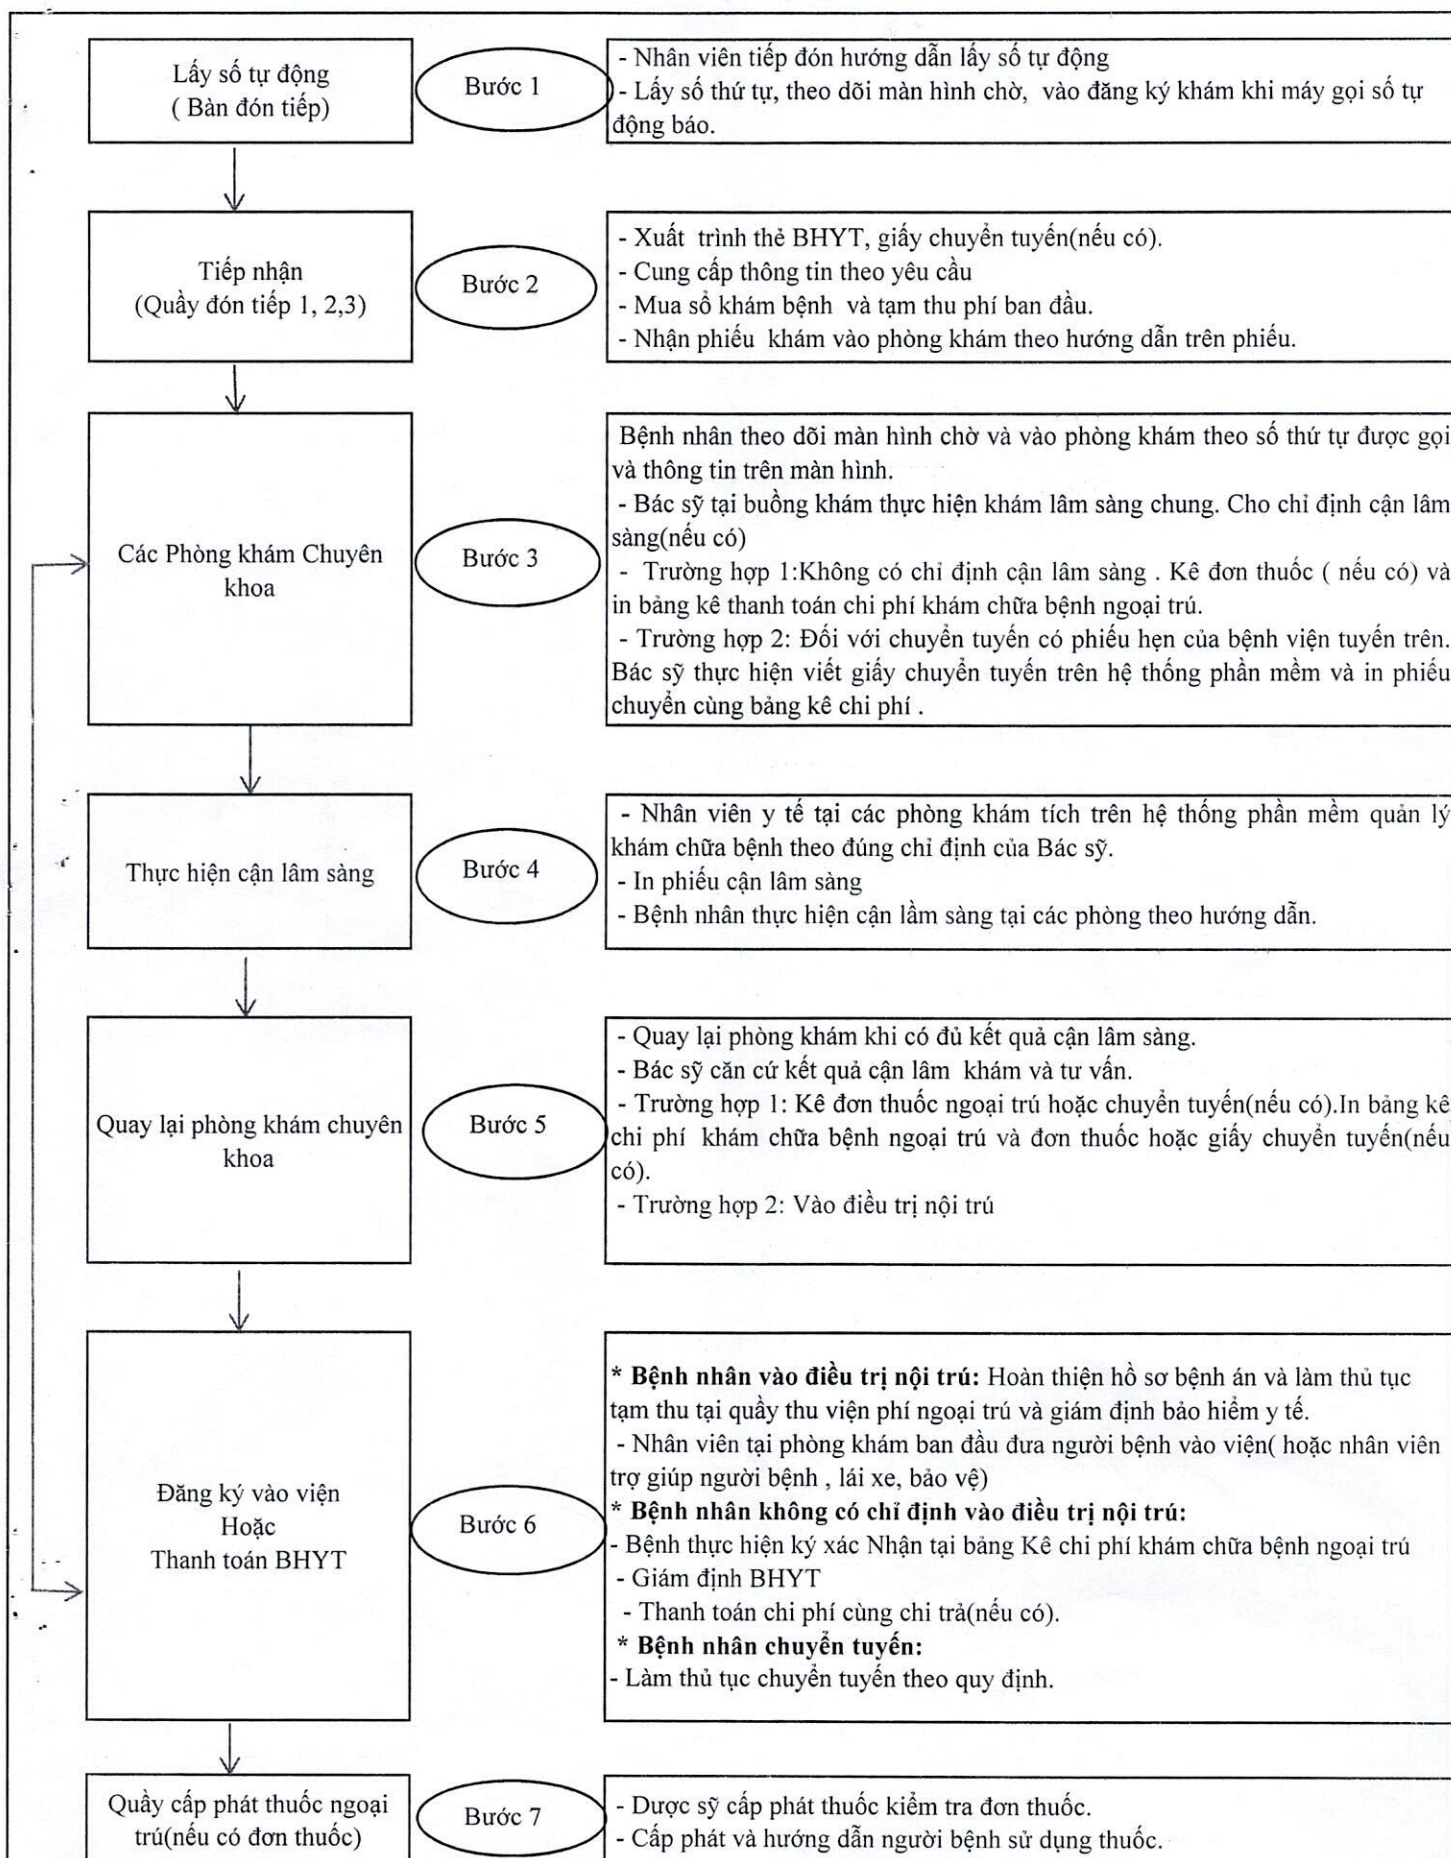 Lấy số tự động
( Bàn đón tiếp)
Bước 1
- Nhân viên tiếp đón hướng dẫn lấy số tự động
- Lấy số thứ tự, theo dõi màn hình chờ, vào đăng ký khám khi máy gọi số tự
động báo.
Tiếp nhận
(Quầy đón tiếp 1, 2,3)
Bước 2
- Xuất trình thẻ BHYT, giấy chuyển tuyến(nếu có).
- Cung cấp thông tin theo yêu cầu
- Mua sổ khám bệnh và tạm thu phí ban đầu.
- Nhận phiếu khám vào phòng khám theo hướng dẫn trên phiếu.
Các Phòng khám Chuyên
khoa
Bước 3
Bệnh nhân theo dõi màn hình chờ và vào phòng khám theo số thứ tự được gọi
và thông tin trên màn hình.
- Bác sỹ tại buồng khám thực hiện khám lâm sàng chung. Cho chỉ định cận lâm
sàng(nếu có)
- Trường hợp 1:Không có chỉ định cận lâm sàng . Kê đơn thuốc ( nếu có) và
in bảng kê thanh toán chi phí khám chữa bệnh ngoại trú.
- Trường hợp 2: Đối với chuyển tuyến có phiếu hẹn của bệnh viện tuyến trên.
Bác sỹ thực hiện viết giấy chuyển tuyến trên hệ thống phần mềm và in phiếu
chuyển cùng bảng kê chi phí .
Thực hiện cận lâm sàng
Bước 4
- Nhân viên y tế tại các phòng khám tích trên hệ thống phần mềm quản lý
khám chữa bệnh theo đúng chỉ định của Bác sỹ.
- In phiếu cận lâm sàng
- Bệnh nhân thực hiện cận lầm sàng tại các phòng theo hướng dẫn.
Quay lại phòng khám chuyên
khoa
Bước 5
- Quay lại phòng khám khi có đủ kết quả cận lâm sàng.
- Bác sỹ căn cứ kết quả cận lâm khám và tư vấn.
- Trường hợp 1: Kê đơn thuốc ngoại trú hoặc chuyển tuyến(nếu có).In bảng kê
chi phí khám chữa bệnh ngoại trú và đơn thuốc hoặc giấy chuyển tuyến(nếu
có).
- Trường hợp 2: Vào điều trị nội trú
Đăng ký vào viện
Hoặc
Thanh toán BHYT
Bước 6
* Bệnh nhân vào điều trị nội trú: Hoàn thiện hồ sơ bệnh án và làm thủ tục
tạm thu tại quầy thu viện phí ngoại trú và giám định bảo hiểm y tế.
- Nhân viên tại phòng khám ban đầu đưa người bệnh vào viện( hoặc nhân viên
trợ giúp người bệnh , lái xe, bảo vệ)
* Bệnh nhân không có chỉ định vào điều trị nội trú:
- Bệnh thực hiện ký xác Nhận tại bảng Kê chi phí khám chữa bệnh ngoại trú
- Giám định BHYT
- Thanh toán chi phí cùng chi trả(nếu có).
* Bệnh nhân chuyển tuyến:
- Làm thủ tục chuyển tuyến theo quy định.
Quầy cấp phát thuốc ngoại
trú(nếu có đơn thuốc)
Bước 7
- Dược sỹ cấp phát thuốc kiểm tra đơn thuốc.
- Cấp phát và hướng dẫn người bệnh sử dụng thuốc.